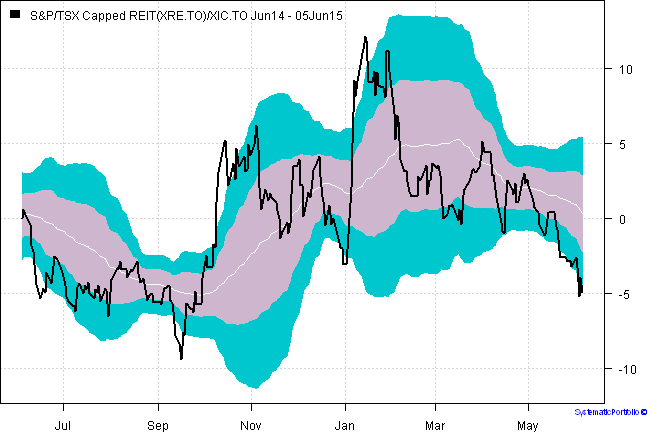 S&P/TSX Capped REIT(XRE.TO)/XIC.TO Jun14 - 05Jun15
10
5
0
-5
-10
Jul Sep Nov Jan Mar May
SystematicPortfolio ©